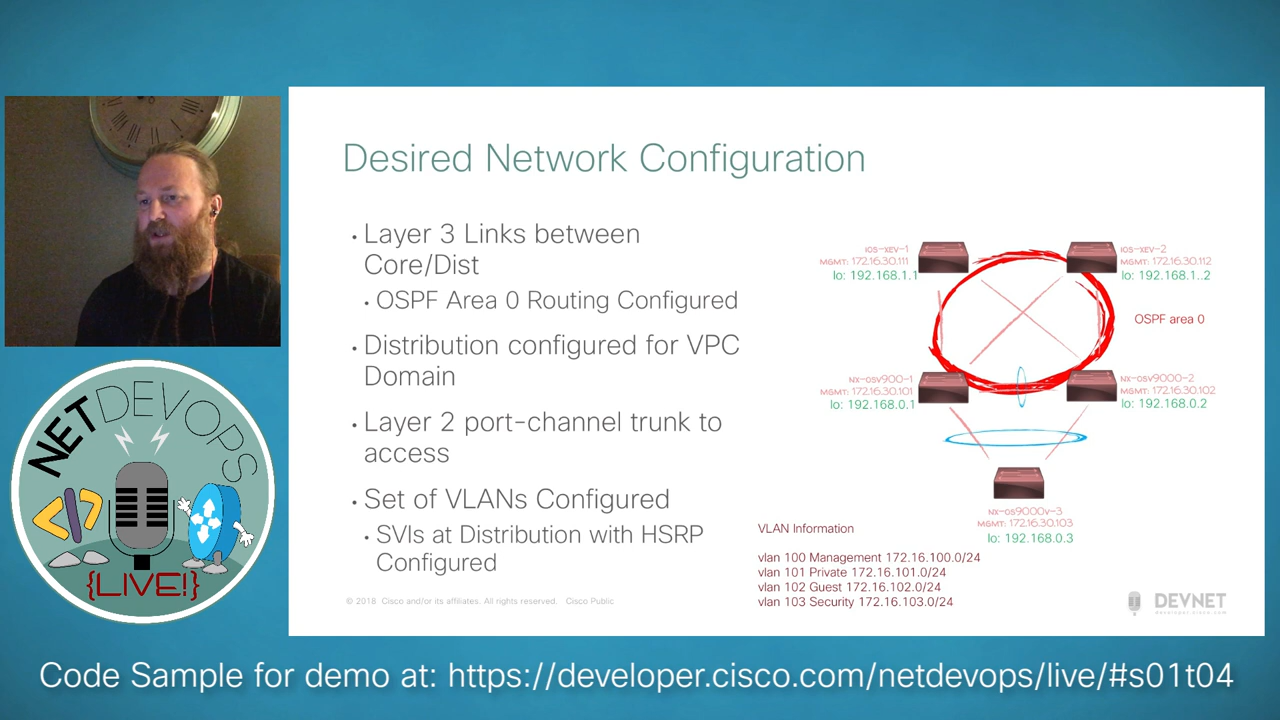 Desired Network Configuration
• Layer 3 Links between
Core/Dist
• OSPF Area 0 Routing Configured
• Distribution configured for VPC
Domain
• Layer 2 port-channel trunk to
access
• Set of VLANs Configured
• SVIs at Distribution with HSRP
Configured
iOS-XEV-1
MGMT: 172.16.30.111
lo: 192.168.1.1
iOS-XEV-2
MGMT: 172.16.30.112
lo: 192.168.1..2
OSPF area 0
NX-OSV900-1
MGMT: 172.16.30.101
lo: 192.168.0.1
NX-OSV9000-2
MGMT: 172.16.30.102
lo: 192.168.0.2
NX-OS9000V-3
MGMT: 172.16.30.103
lo: 192.168.0.3
VLAN Information
vlan 100 Management 172.16.100.0/24
vlan 101 Private 172.16.101.0/24
vlan 102 Guest 172.16.102.0/24
vlan 103 Security 172.16.103.0/24
© 2018 Cisco and/or its affiliates. All rights reserved. Cisco Public
DEVNET
developer.cisco.com
NETDEVOPS
</>
{LIVE!}
Code Sample for demo at: https://developer.cisco.com/netdevops/live/#s01t04